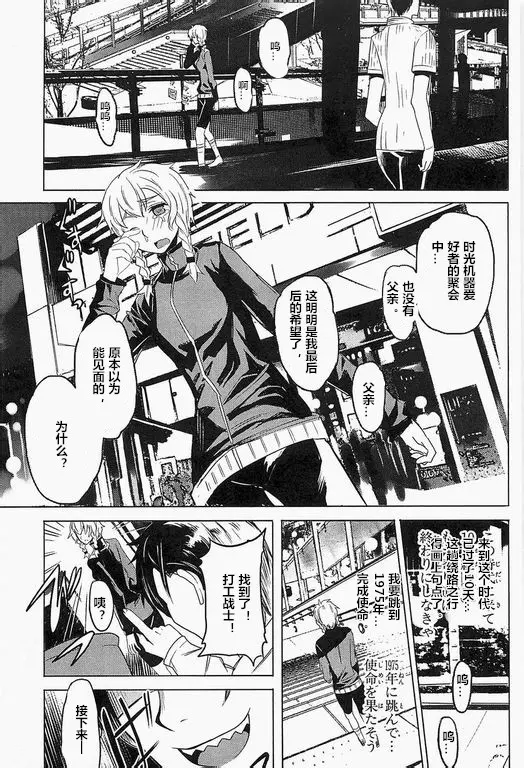 呜
呜…
啊…
呜
呜…
时光机器爱
好者的聚会
中…
也没有
父亲。
这明明是我最后
后的希望了，
父亲…
原本以为
能见面的，
为什么？
FIELD
来到这个时代
已过了10天…
这趟绕路之行
得画上句点了
終わりにしなきゃ
呜…
呜…
我要跳到
1975年…
完成使命。
1975年に跳んで…
使命を果たそう
找到了！
打工战士！
咦？
接下来—